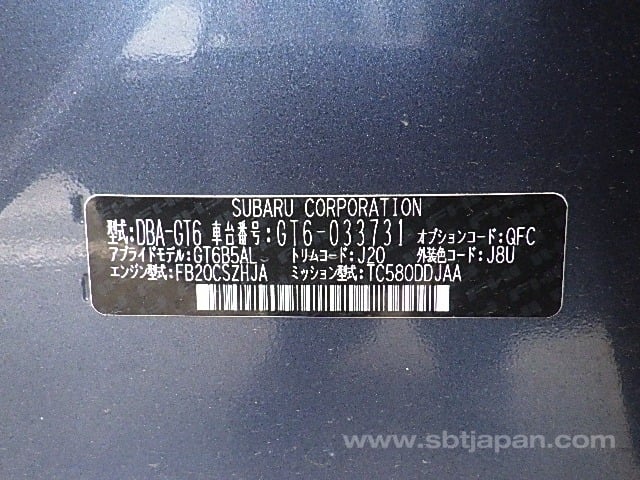 SUBARU CORPORATION
型式:DBA-GT6 車台番号:GT6-033731 オプションコード:QFC
アプライドモデル:GT6B5AL トリムコード:J20 外装色コード:J8U
エンジン型式:FB20CSZHJA ミッション型式:TC580DDJAA
www.sbtjapan.com